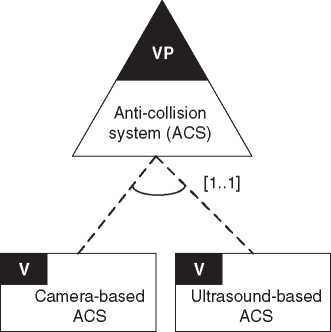 VP
Anti-collision
system (ACS)
[1..1]
V
Camera-based
ACS
V
Ultrasound-based
ACS